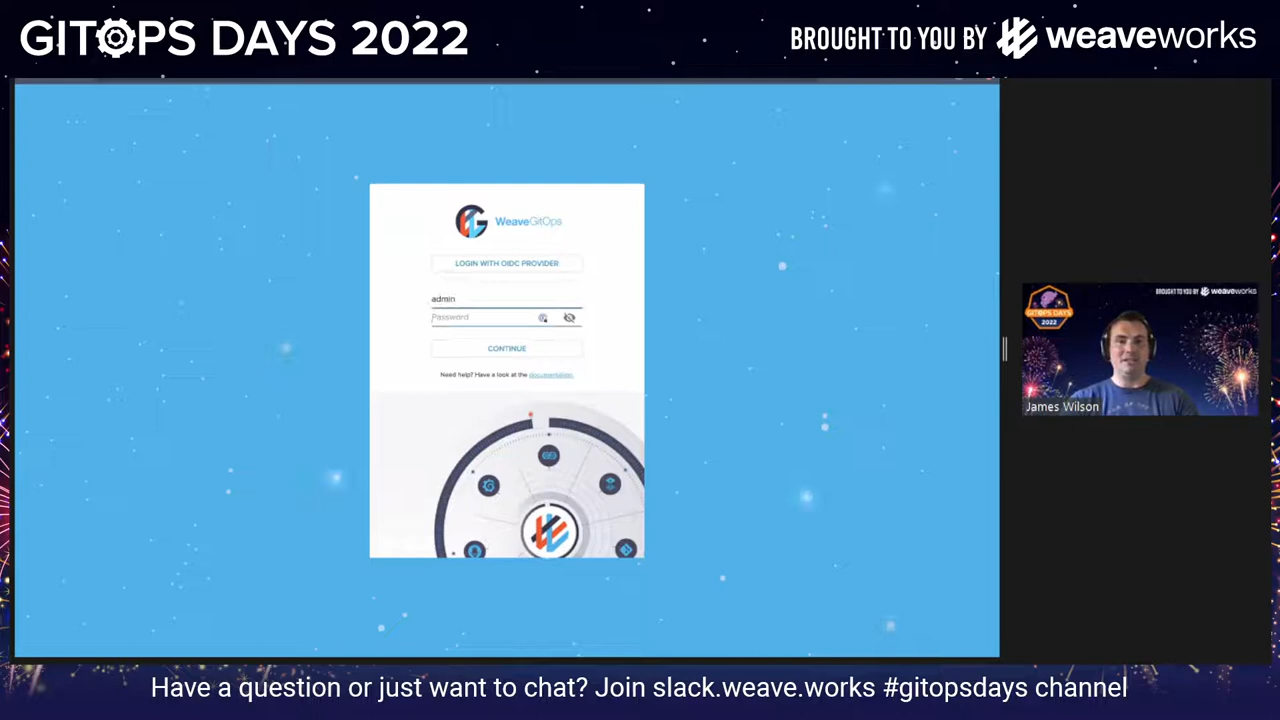 GITOPS DAYS 2022
BROUGHT TO YOU BY weaveworks
WeaveGitOps
LOGIN WITH OIDC PROVIDER
admin
Password
CONTINUE
Need help? Have a look at the documentation.
BROUGHT TO YOU BY weaveworks
GITOPS DAYS
2022
James Wilson
Have a question or just want to chat? Join slack.weave.works #gitopsdays channel